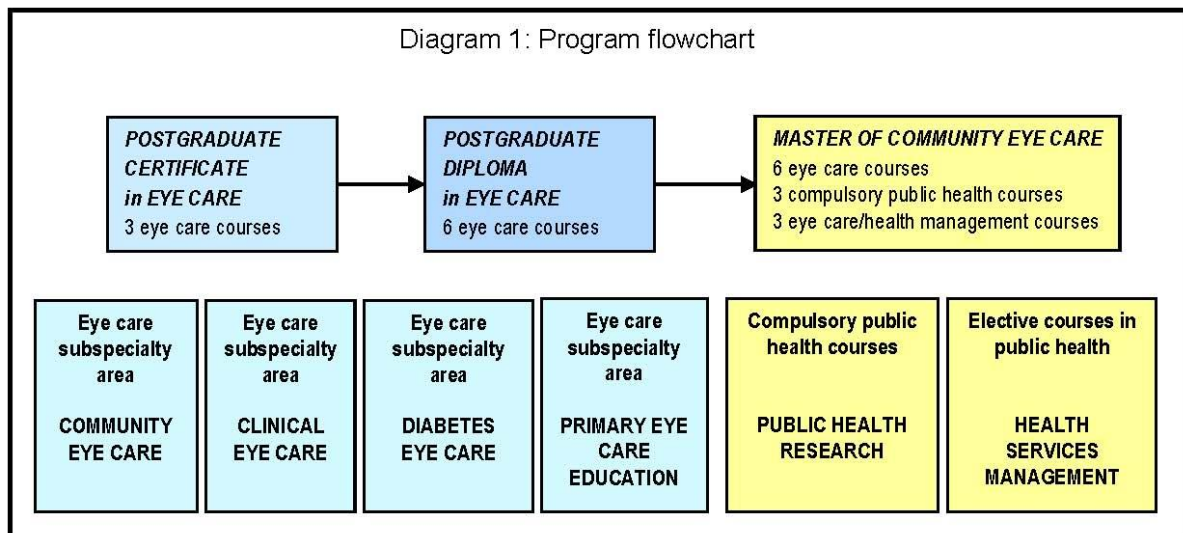 Diagram 1: Program flowchart
POSTGRADUATE
CERTIFICATE
in EYE CARE
3 eye care courses
POSTGRADUATE
DIPLOMA
in EYE CARE
6 eye care courses
MASTER OF COMMUNITY EYE CARE
6 eye care courses
3 compulsory public health courses
3 eye care/health management courses
Eye care
subspecialty
area
COMMUNITY
EYE CARE
Eye care
subspecialty
area
CLINICAL
EYE CARE
Eye care
subspecialty
area
DIABETES
EYE CARE
Eye care
subspecialty
area
PRIMARY EYE
CARE
EDUCATION
Compulsory public
health courses
PUBLIC HEALTH
RESEARCH
Elective courses in
public health
HEALTH
SERVICES
MANAGEMENT